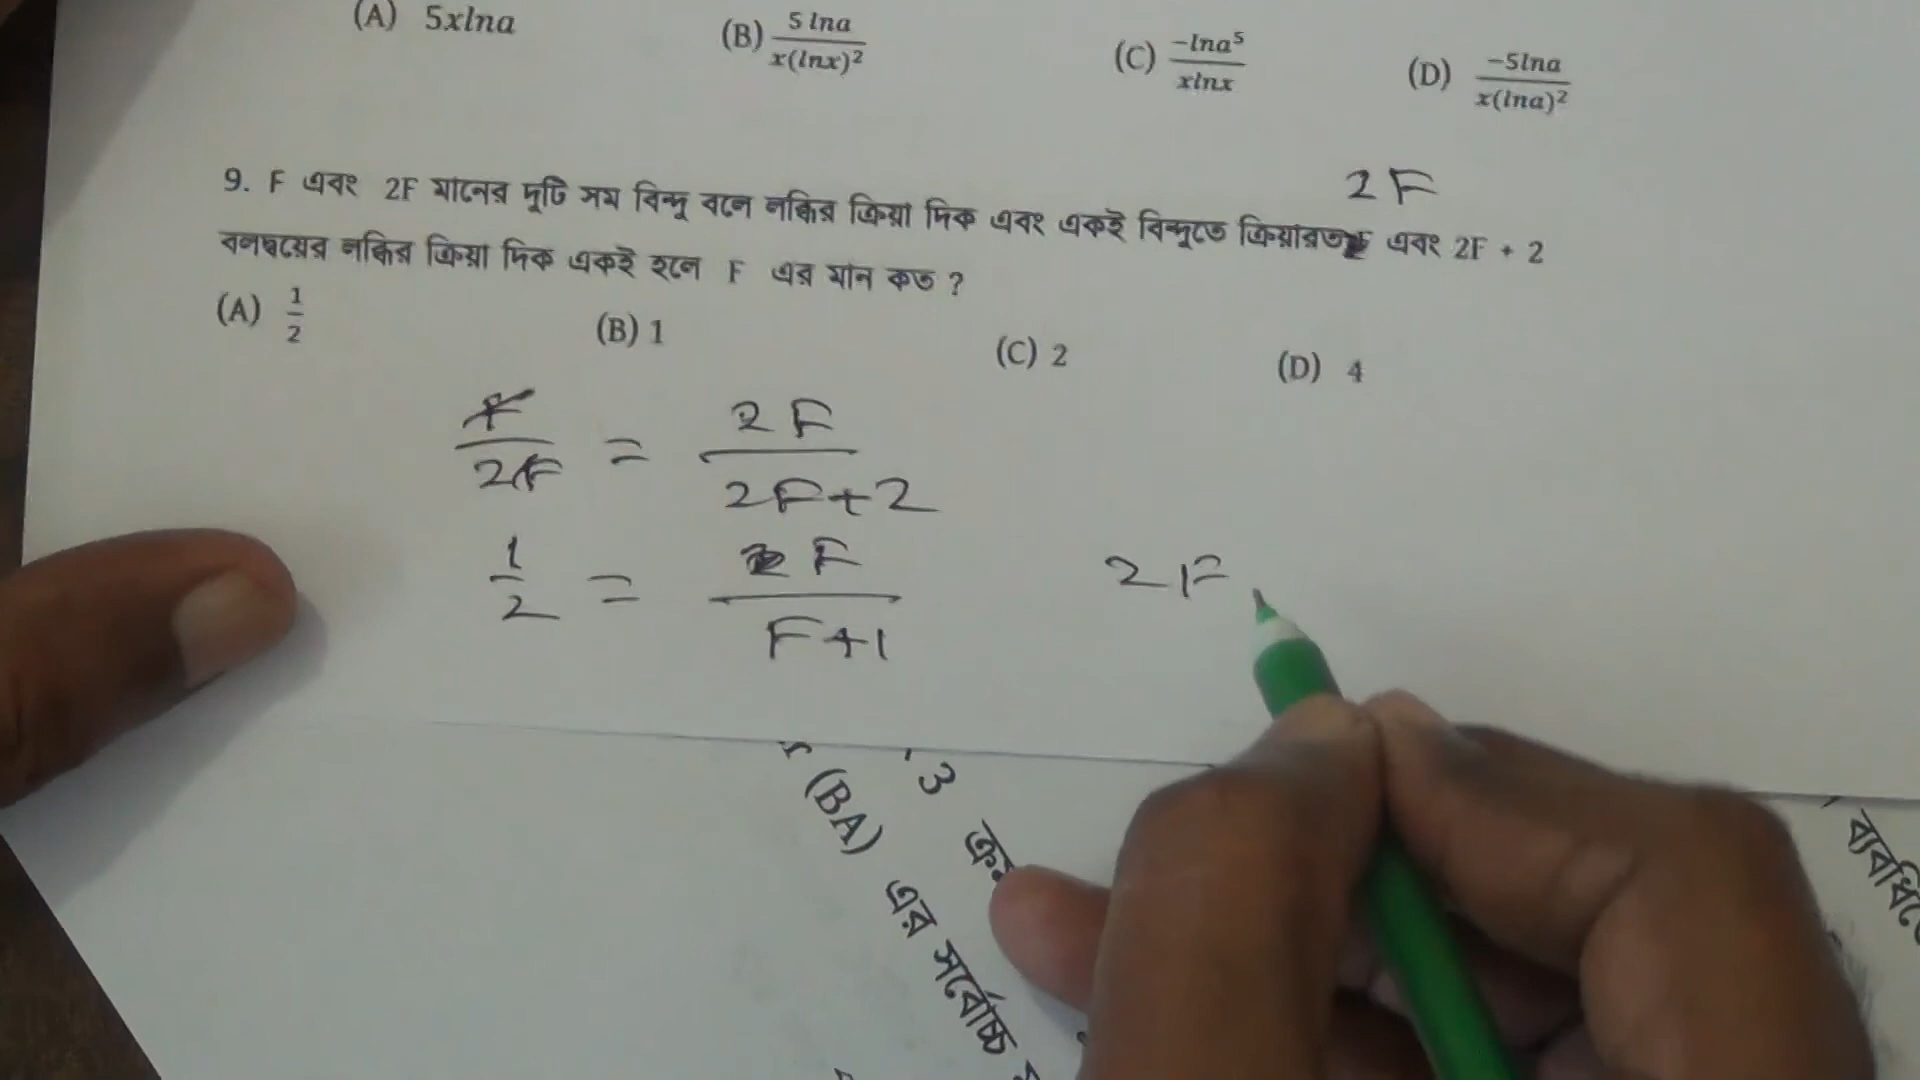 (A) 5xlna (B) 5 lna / x(lnx)² (C) −lna⁵ / xlnx (D) −5lna / x(lna)²
2F
9. F এবং 2F মানের দুটি সম বিন্দু বলে লব্ধির ক্রিয়া দিক এবং একই বিন্দুতে ক্রিয়ারত এবং 2F + 2
বলদ্বয়ের লব্ধির ক্রিয়া দিক একই হলে F এর মান কত ?
(A) 1/2 (B) 1 (C) 2 (D) 4
F/2F = 2F/2F+2
1/2 = F/F+1 2F
(BA) এর সর্বোচ্চ
3